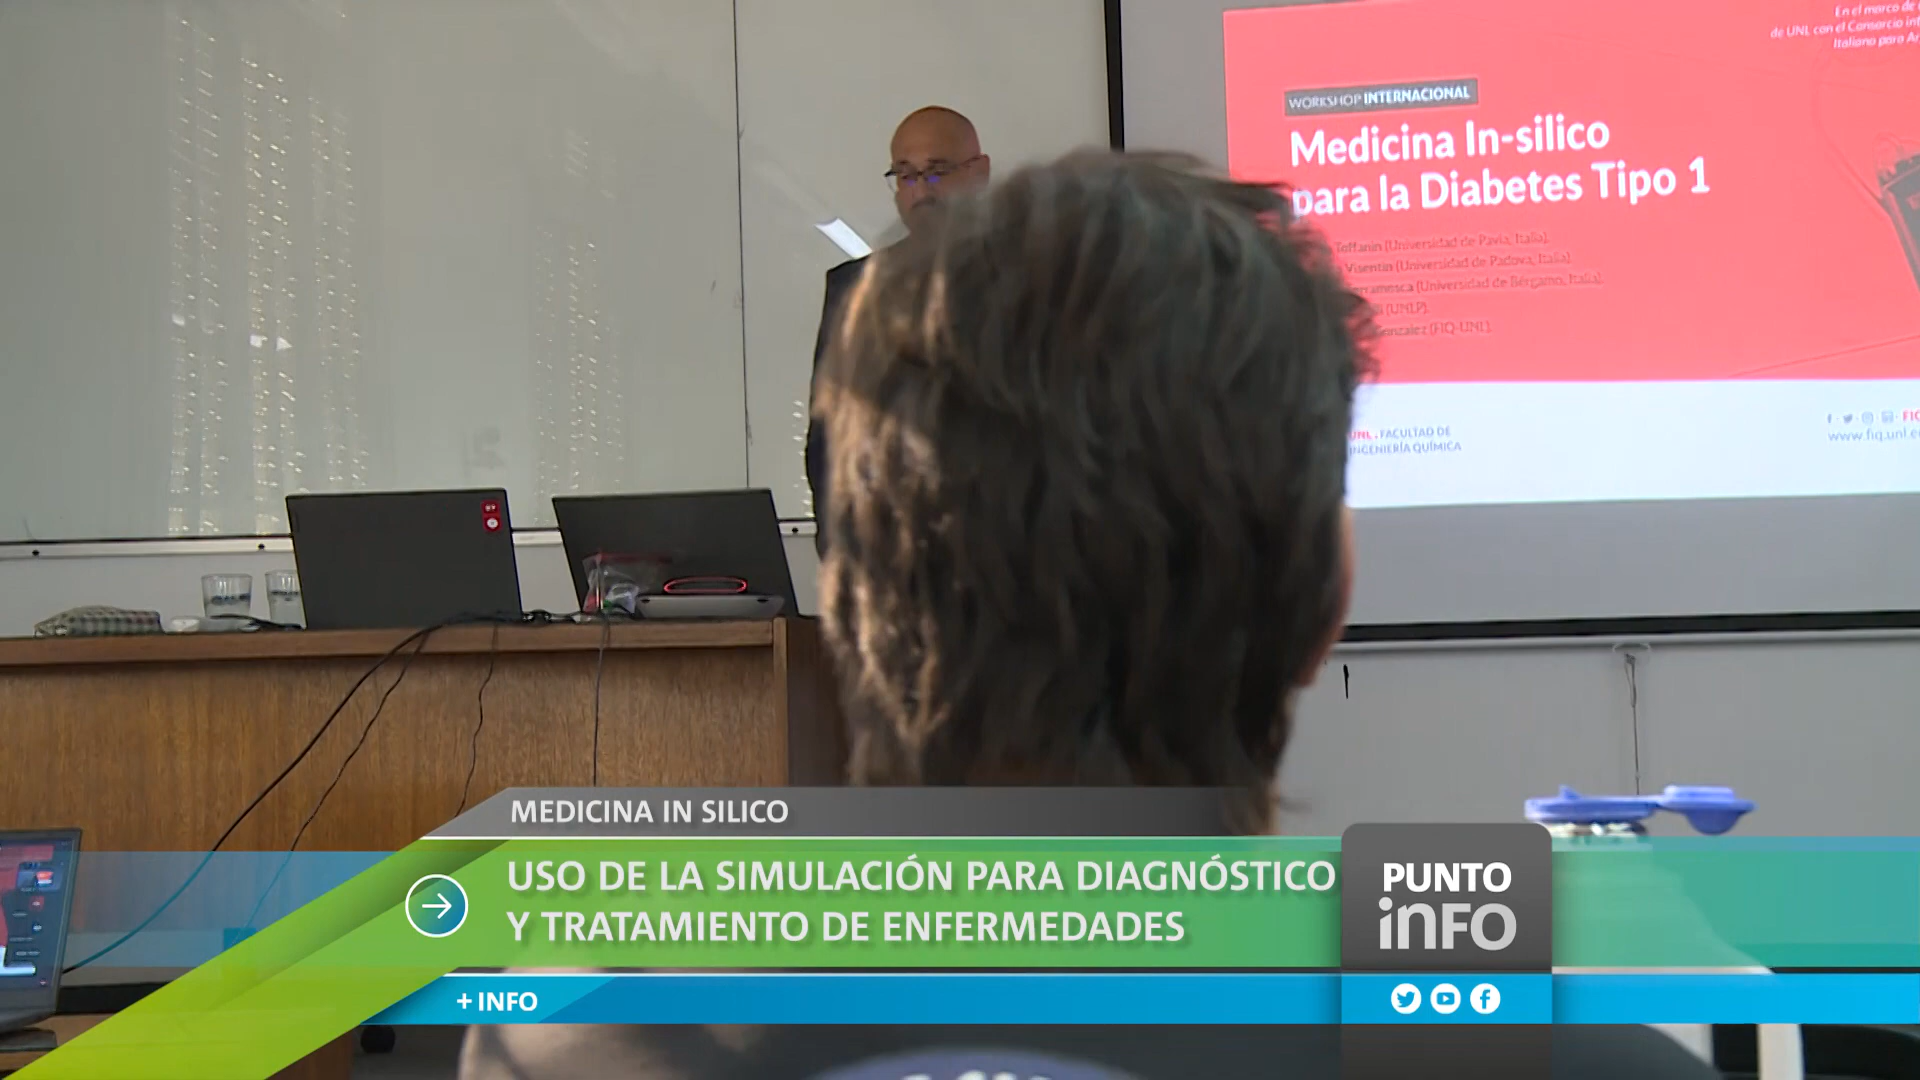 En el marco de
de UNL con el Consorcio
Italiano para
WORKSHOP INTERNACIONAL
Medicina In-silico
para la Diabetes Tipo 1
Toffanin (Universidad de Pavia, Italia).
Visentin (Universidad de Padova, Italia)
(Universidad de Bérgamo, Italia).
(UNLP).
Gonzalez (FIQ-UNL).
UNL . FACULTAD DE
INGENIERÍA QUÍMICA
FIQ
www.fiq.unl.e
MEDICINA IN SILICO
USO DE LA SIMULACIÓN PARA DIAGNÓSTICO
Y TRATAMIENTO DE ENFERMEDADES
PUNTO
iNFO
+ INFO